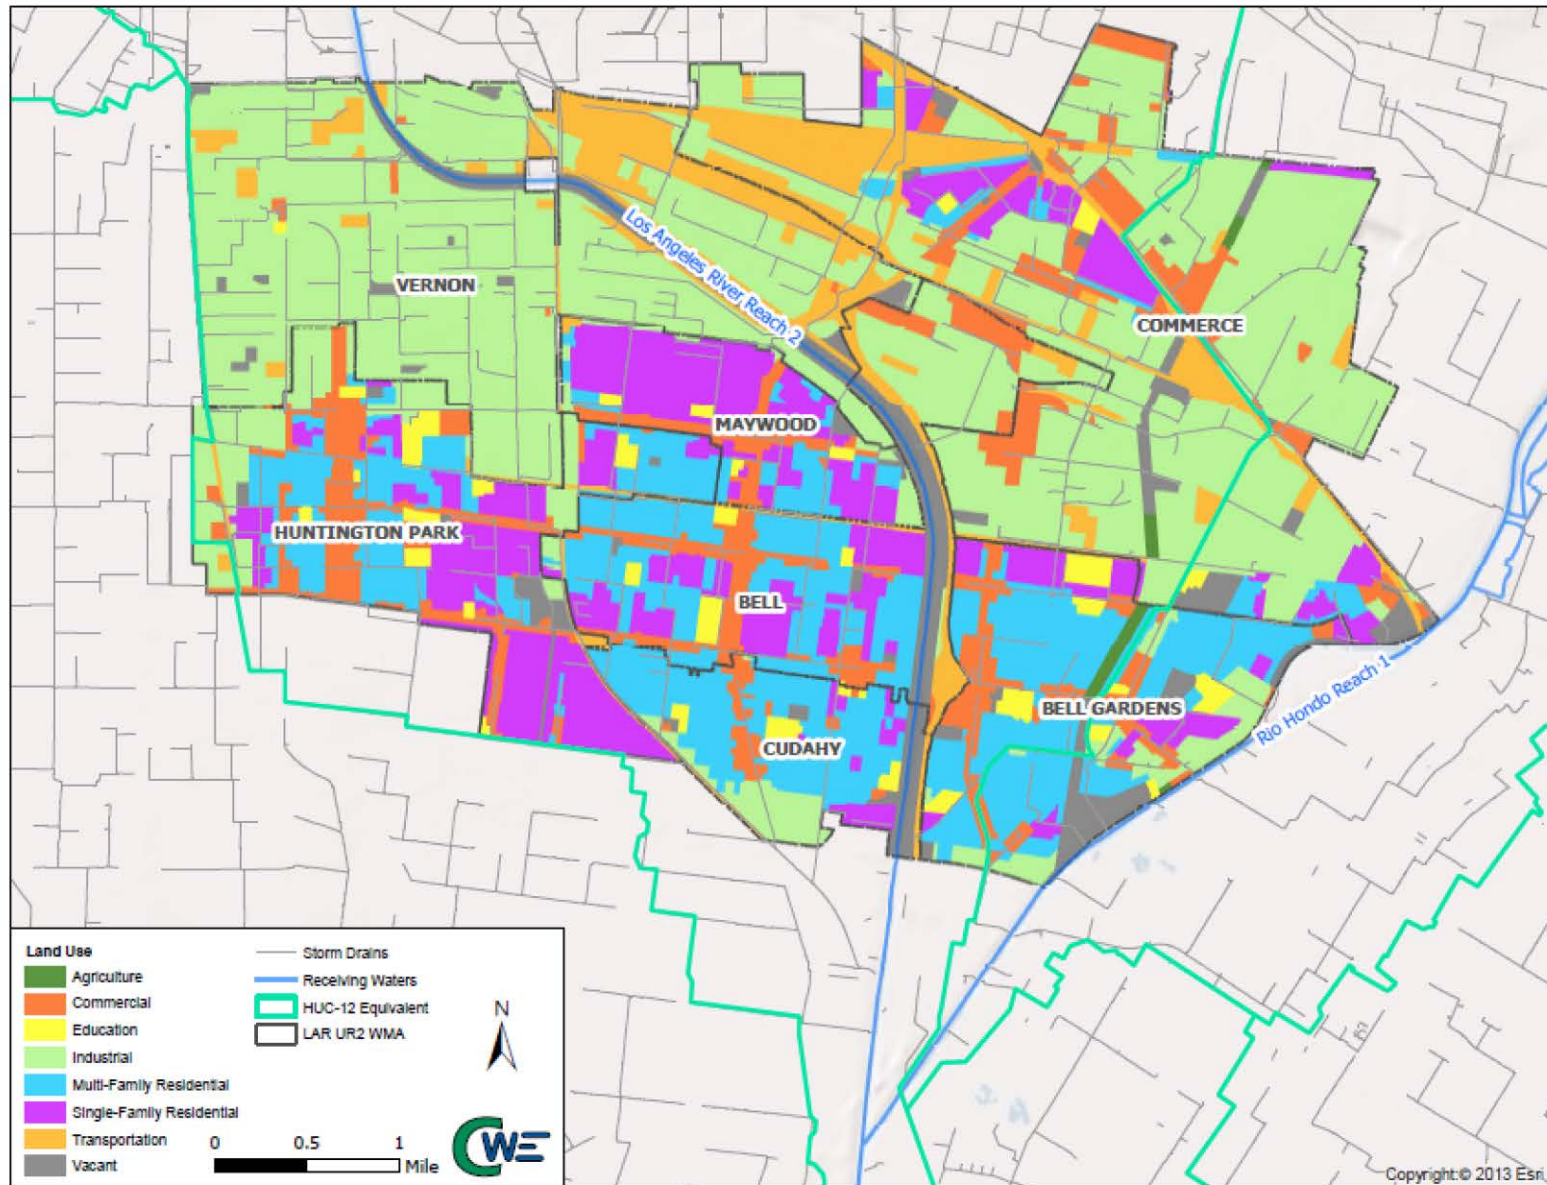 Los Angeles River Reach 2
VERNON
COMMERCE
MAYWOOD
HUNTINGTON PARK
BELL
BELL GARDENS
CUDAHY
Rio Hondo Reach 1
Land Use
Agriculture
Commercial
Education
Industrial
Multi-Family Residential
Single-Family Residential
Transportation
Vacant
Storm Drains
Receiving Waters
HUC-12 Equivalent
LAR UR2 WMA
N
0 0.5 1
Mile
CWE
Copyright:© 2013 Esri